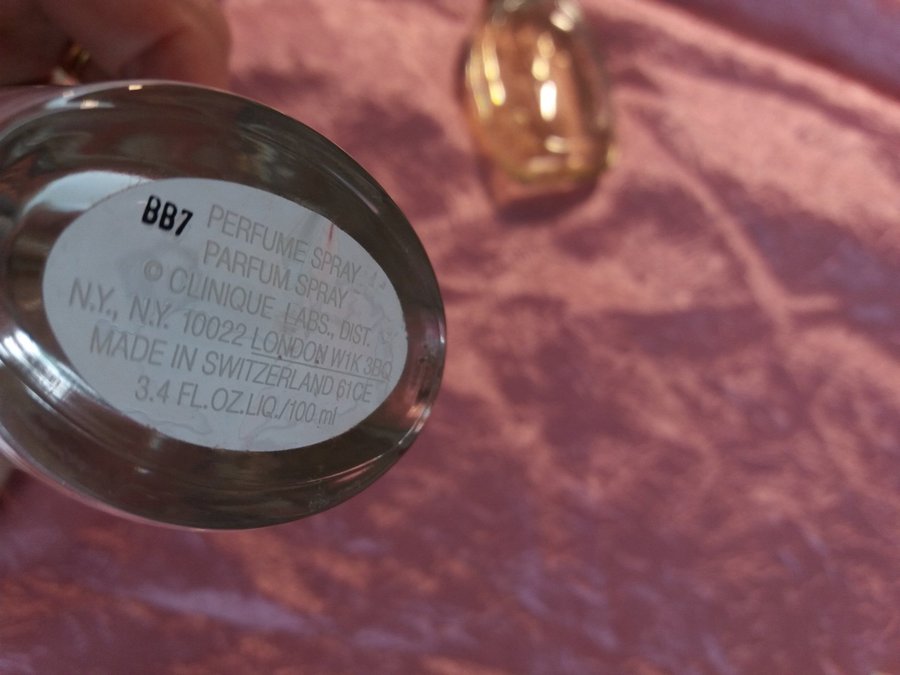 BB7 PERFUME SPRAY
PARFUM SPRAY
© CLINIQUE LABS., DIST.
N.Y., N.Y. 10022 LONDON W1K 3BQ
MADE IN SWITZERLAND 61CE
3.4 FL.OZ.LIQ./100 ml